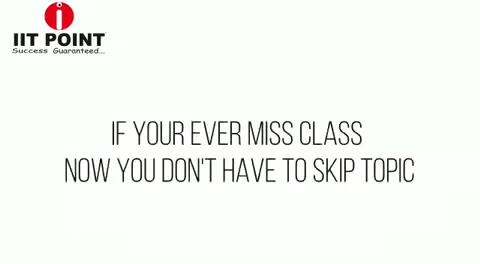 i
IIT POINT
Success Guaranteed...
IF YOUR EVER MISS CLASS
NOW YOU DON'T HAVE TO SKIP TOPIC